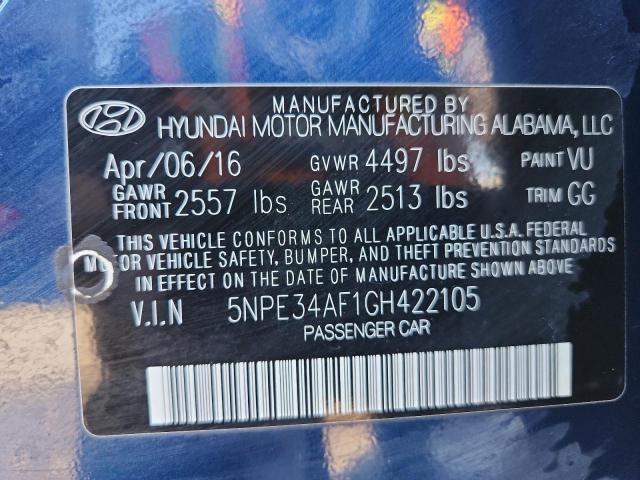 MANUFACTURED BY
HYUNDAI MOTOR MANUFACTURING ALABAMA, LLC
Apr/06/16 GVWR 4497 lbs PAINT VU
GAWR FRONT 2557 lbs GAWR REAR 2513 lbs TRIM GG
THIS VEHICLE CONFORMS TO ALL APPLICABLE U.S.A. FEDERAL
MOTOR VEHICLE SAFETY, BUMPER, AND THEFT PREVENTION STANDARDS
IN EFFECT ON THE DATE OF MANUFACTURE SHOWN ABOVE
V.I.N 5NPE34AF1GH422105
PASSENGER CAR